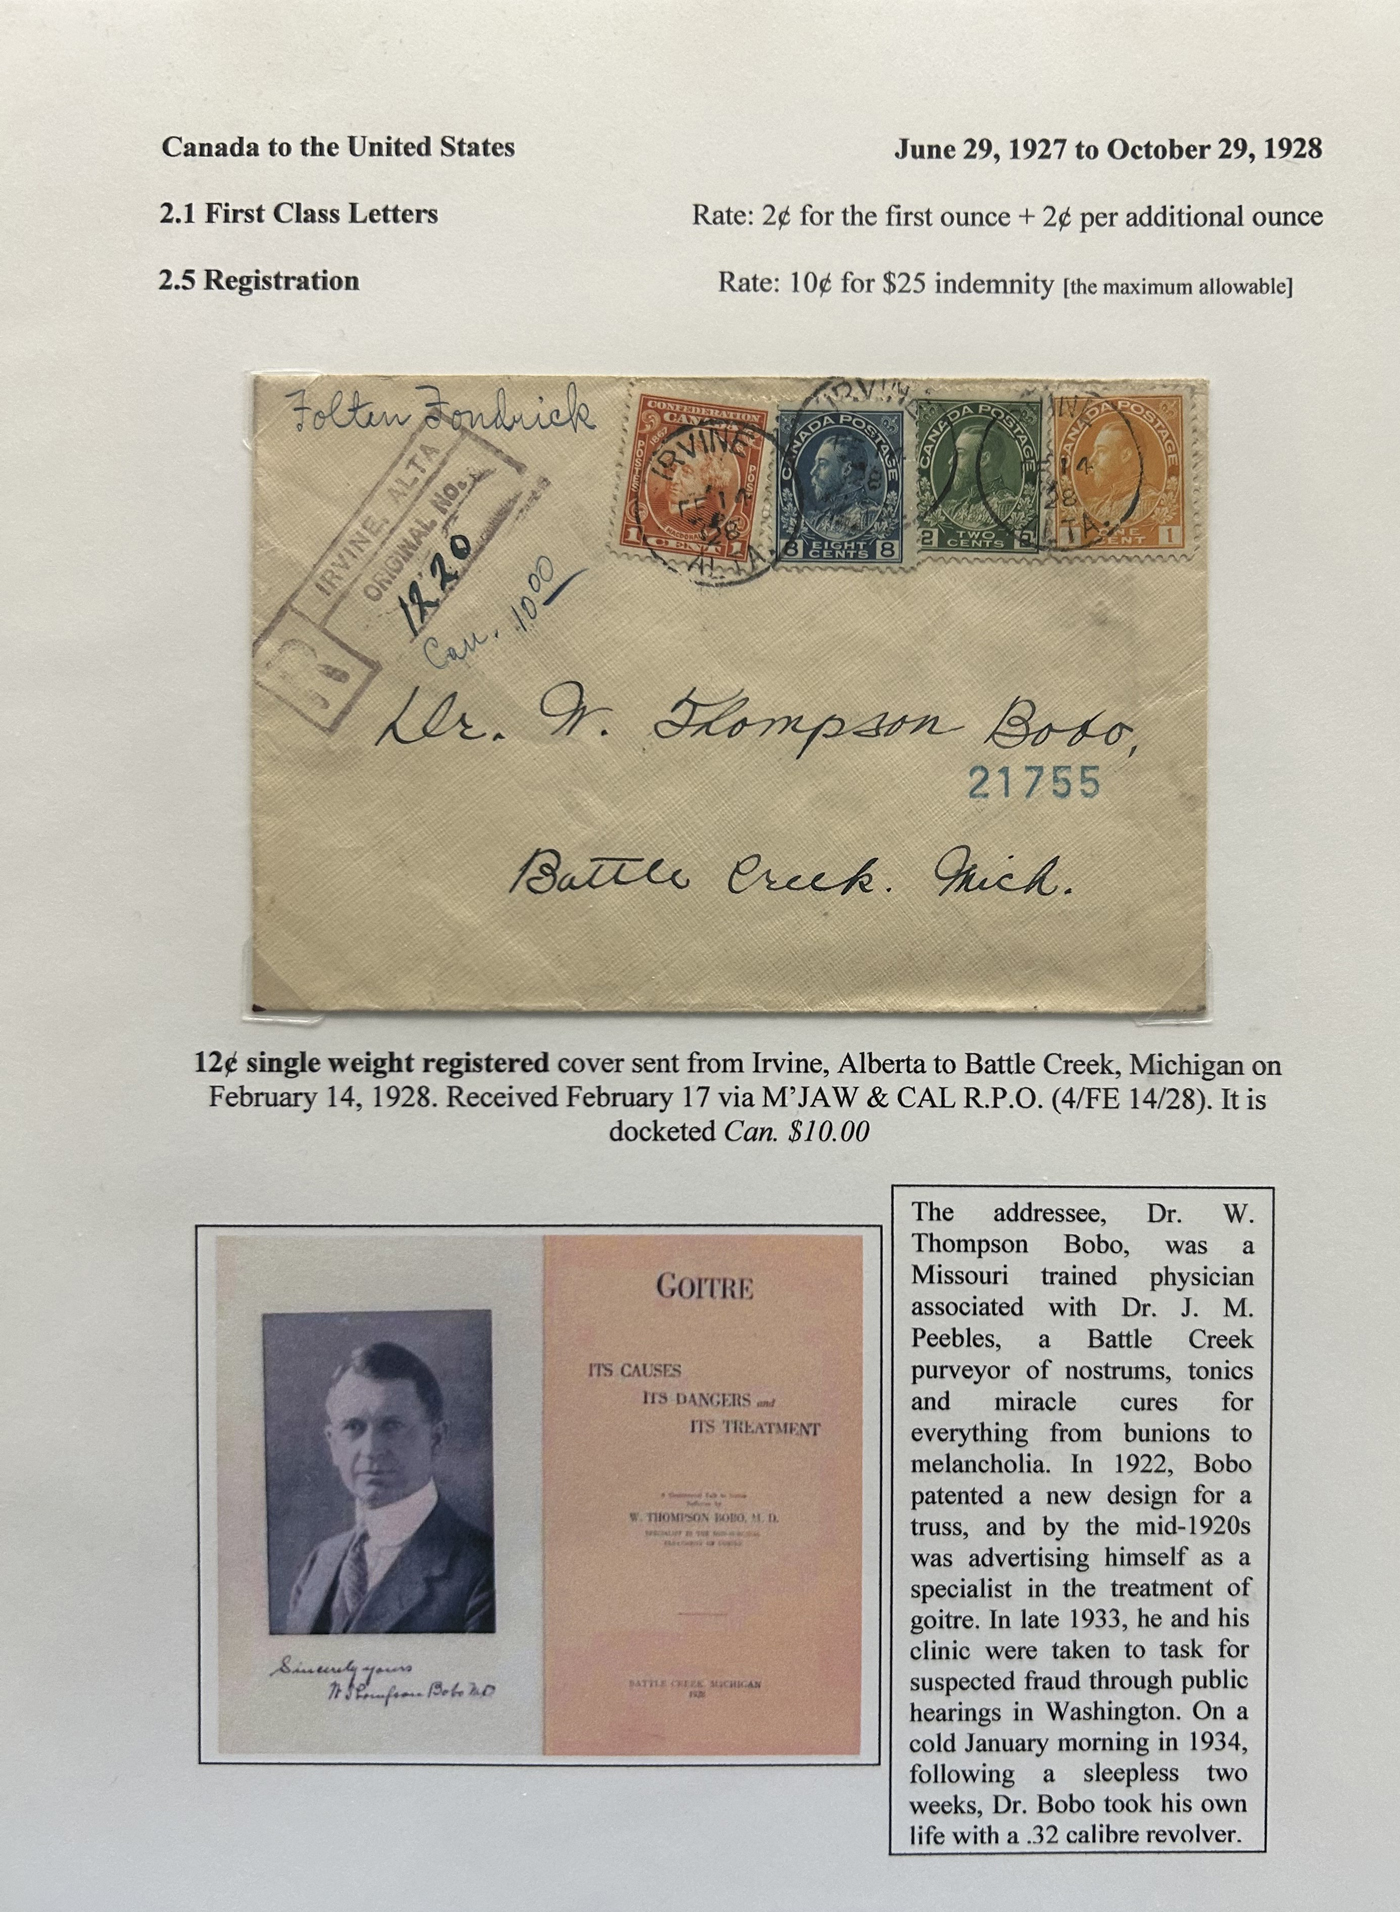 Canada to the United States
June 29, 1927 to October 29, 1928
2.1 First Class Letters
Rate: 2¢ for the first ounce + 2¢ per additional ounce
2.5 Registration
Rate: 10¢ for $25 indemnity [the maximum allowable]
Folten Fondrick
IRVINE, ALTA
ORIGINAL No.
1220
R
Can. 10.00
CONFEDERATION
CANADA
1867
POSTES
POSTAGE
1 CENT 1
IRVINE
FE 14
28
ALTA
CANADA POSTAGE
8 EIGHT CENTS 8
CANADA POSTAGE
2 TWO CENTS 2
CANADA POSTAGE
1 ONE CENT 1
Dr. W. Thompson Bobo,
21755
Battle Creek. Mich.
12¢ single weight registered cover sent from Irvine, Alberta to Battle Creek, Michigan on
February 14, 1928. Received February 17 via M'JAW & CAL R.P.O. (4/FE 14/28). It is
docketed Can. $10.00
GOITRE
ITS CAUSES
ITS DANGERS and
ITS TREATMENT
W. THOMPSON BOBO, M. D.
BATTLE CREEK, MICHIGAN
Sincerely yours
W Thompson Bobo MD
The addressee, Dr. W.
Thompson Bobo, was a
Missouri trained physician
associated with Dr. J. M.
Peebles, a Battle Creek
purveyor of nostrums, tonics
and miracle cures for
everything from bunions to
melancholia. In 1922, Bobo
patented a new design for a
truss, and by the mid-1920s
was advertising himself as a
specialist in the treatment of
goitre. In late 1933, he and his
clinic were taken to task for
suspected fraud through public
hearings in Washington. On a
cold January morning in 1934,
following a sleepless two
weeks, Dr. Bobo took his own
life with a .32 calibre revolver.